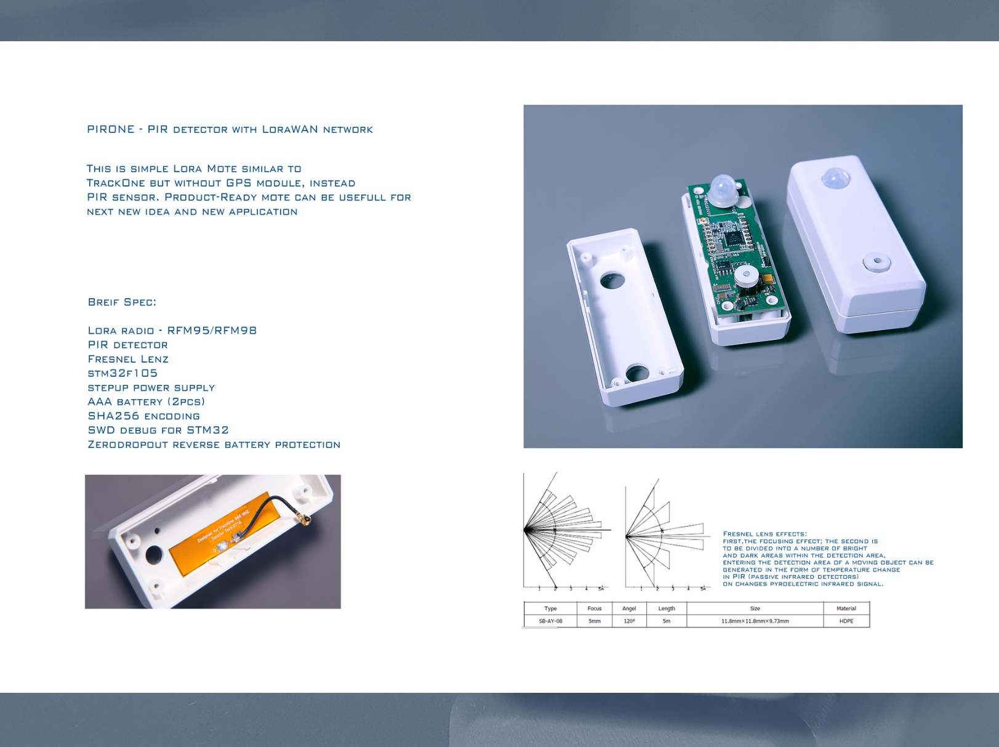 PIRONE - PIR DETECTOR WITH LORAWAN NETWORK
THIS IS SIMPLE LORA MOTE SIMILAR TO
TRACKONE BUT WITHOUT GPS MODULE, INSTEAD
PIR SENSOR. PRODUCT-READY MOTE CAN BE USEFULL FOR
NEXT NEW IDEA AND NEW APPLICATION
BREIF SPEC:
LORA RADIO - RFM95/RFM98
PIR DETECTOR
FRESNEL LENZ
STM32F105
STEPUP POWER SUPPLY
AAA BATTERY (2PCS)
SHA256 ENCODING
SWD DEBUG FOR STM32
ZERODROPOUT REVERSE BATTERY PROTECTION
Designed for TrackOne 868 MHZ.
Sanchir Tech.0716
1 2 3 4 5m
1 2 3 4 5m
FRESNEL LENS EFFECTS:
FIRST,THE FOCUSING EFFECT; THE SECOND IS
TO BE DIVIDED INTO A NUMBER OF BRIGHT
AND DARK AREAS WITHIN THE DETECTION AREA,
ENTERING THE DETECTION AREA OF A MOVING OBJECT CAN BE
GENERATED IN THE FORM OF TEMPERATURE CHANGE
IN PIR (PASSIVE INFRARED DETECTORS)
ON CHANGES PYROELECTRIC INFRARED SIGNAL.
Type Focus Angel Length Size Material
SB-AY-08 5mm 120° 5m 11.8mm×11.8mm×9.73mm HDPE